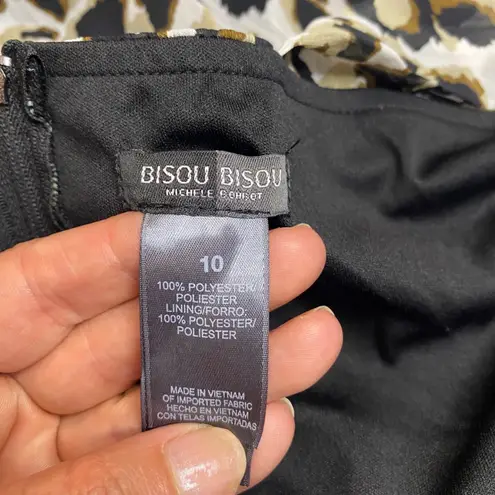 BISOU BISOU
MICHELE BOHBOT
10
100% POLYESTER/
POLIESTER
LINING/FORRO:
100% POLYESTER/
POLIESTER
MADE IN VIETNAM
OF IMPORTED FABRIC
HECHO EN VIETNAM
CON TELAS IMPORTADAS